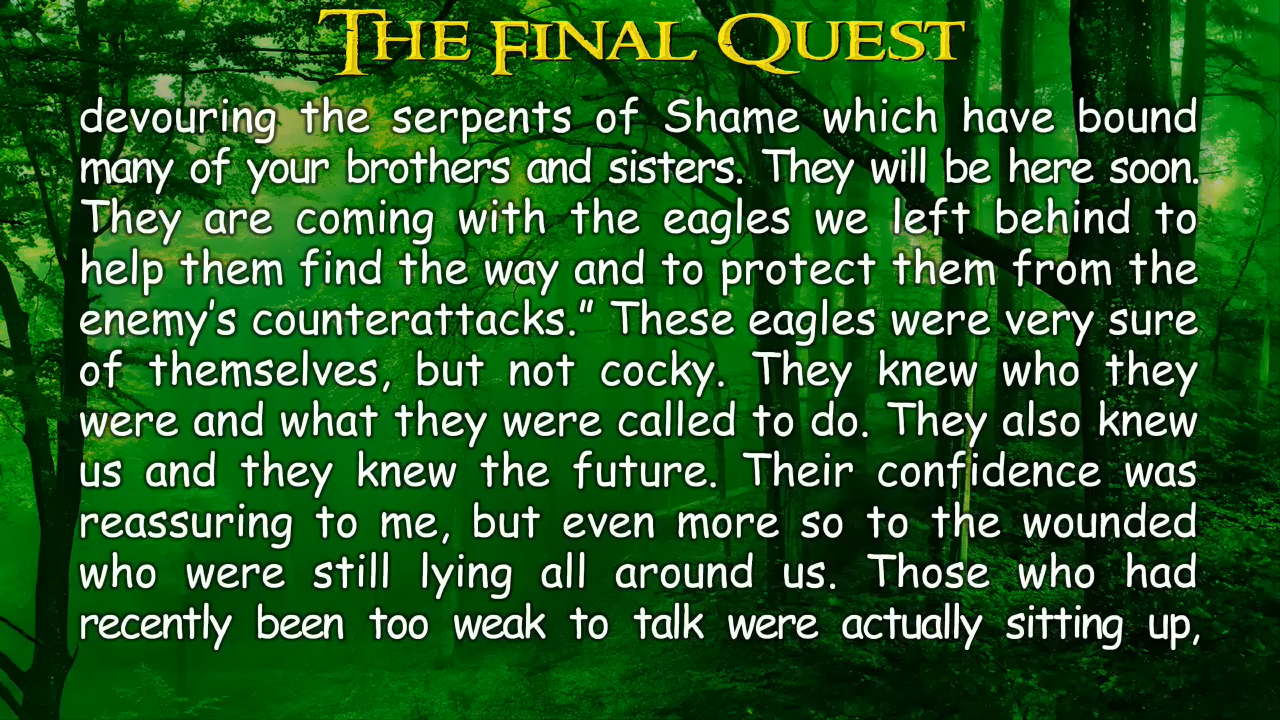 The Final Quest
devouring the serpents of Shame which have bound
many of your brothers and sisters. They will be here soon.
They are coming with the eagles we left behind to
help them find the way and to protect them from the
enemy’s counterattacks.” These eagles were very sure
of themselves, but not cocky. They knew who they
were and what they were called to do. They also knew
us and they knew the future. Their confidence was
reassuring to me, but even more so to the wounded
who were still lying all around us. Those who had
recently been too weak to talk were actually sitting up,